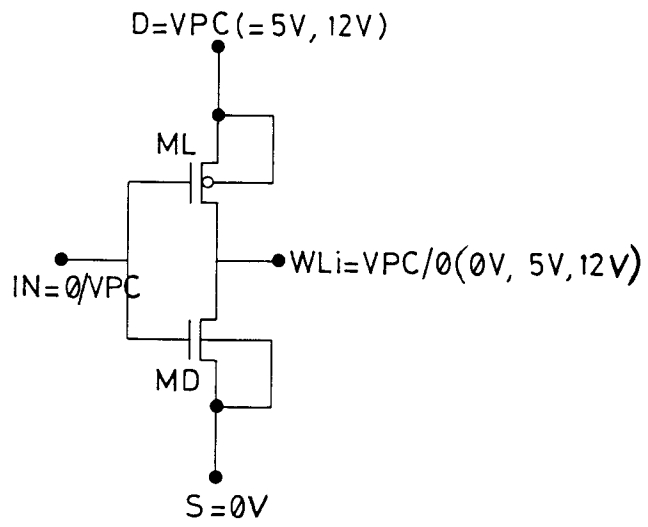 D=VPC(=5V, 12V)
ML
WLi=VPC/0(0V, 5V,12V)
IN=0/VPC
MD
S=0V